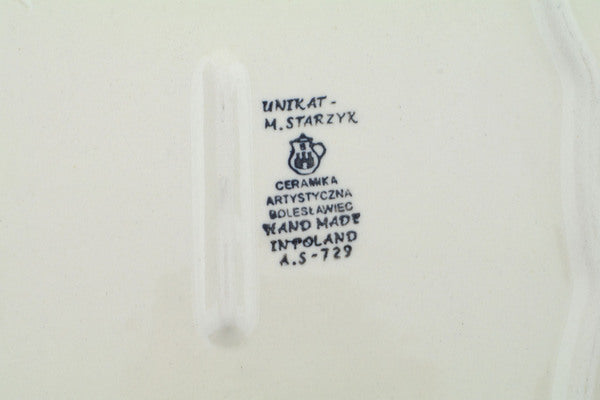 UNIKAT-
M. STARZYK
CERAMIKA
ARTYSTYCZNA
BOLESŁAWIEC
HAND MADE
IN POLAND
A.S-729